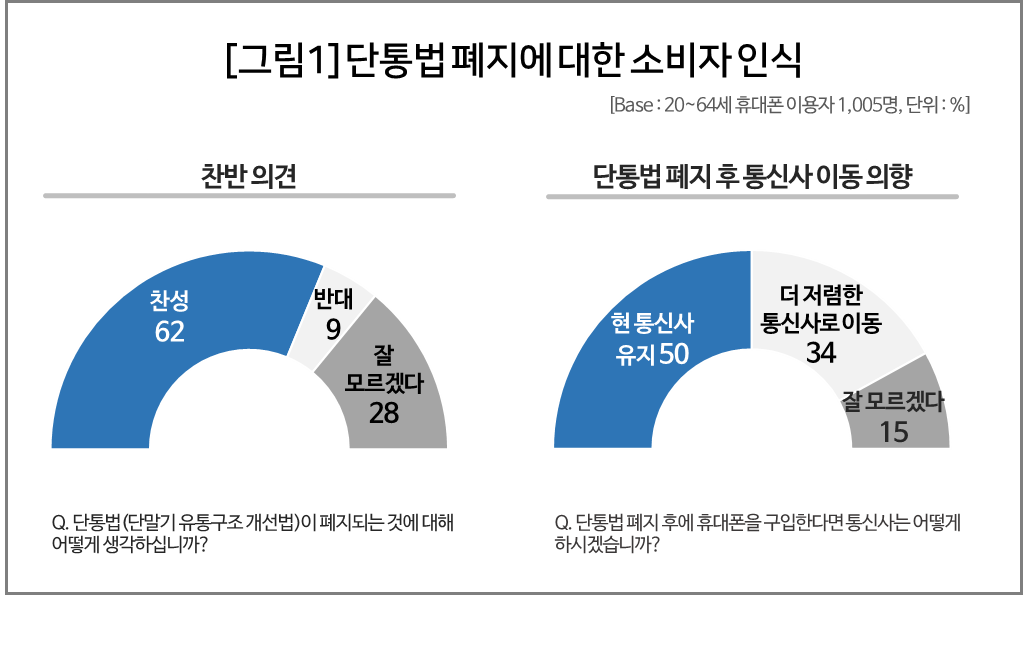 [그림1] 단통법 폐지에 대한 소비자 인식
[Base : 20~64세 휴대폰 이용자 1,005명, 단위 : %]
찬반 의견
찬성
62
반대
9
잘
모르겠다
28
Q. 단통법(단말기 유통구조 개선법)이 폐지되는 것에 대해
어떻게 생각하십니까?
단통법 폐지 후 통신사 이동 의향
현 통신사
유지 50
더 저렴한
통신사로 이동
34
잘 모르겠다
15
Q. 단통법 폐지 후에 휴대폰을 구입한다면 통신사는 어떻게
하시겠습니까?